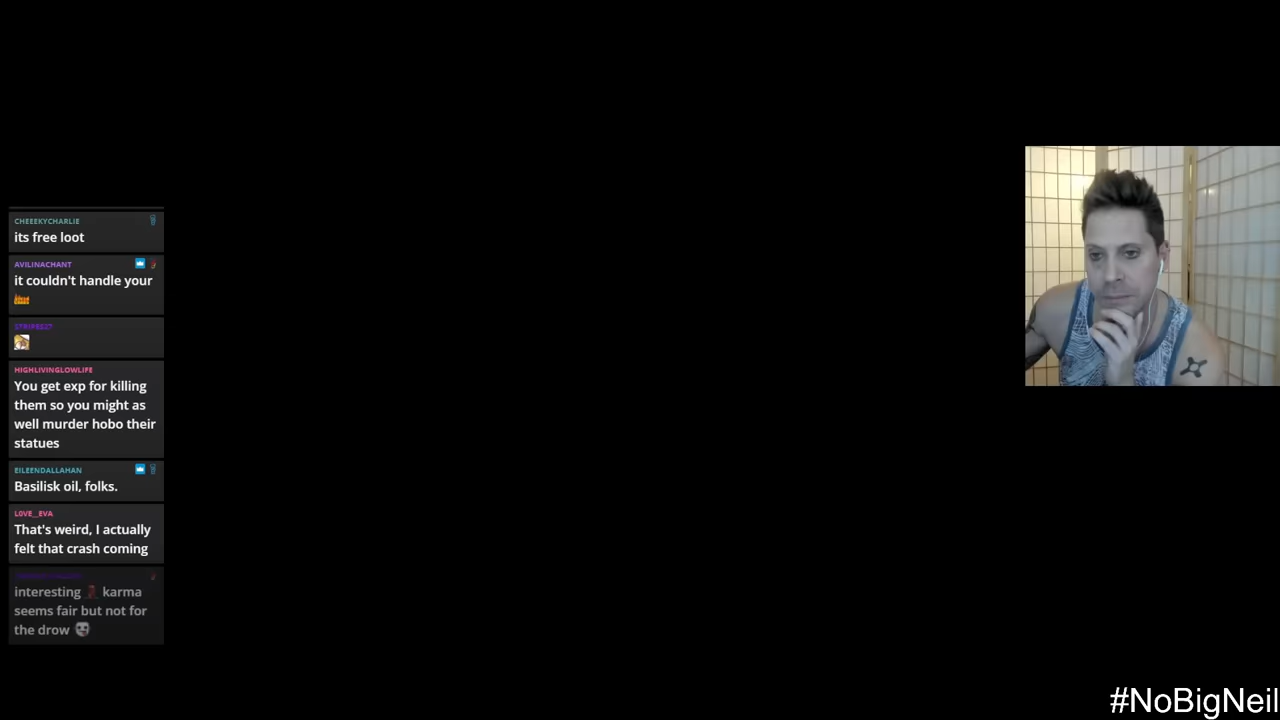 CHEEEKYCHARLIE
its free loot
AVILINACHANT
it couldn't handle your
HIGHLIVINGLOWLIFE
You get exp for killing
them so you might as
well murder hobo their
statues
EILEENDALLAHAN
Basilisk oil, folks.
L0VE_EVA
That's weird, I actually
felt that crash coming
interesting karma
seems fair but not for
the drow
#NoBigNeil